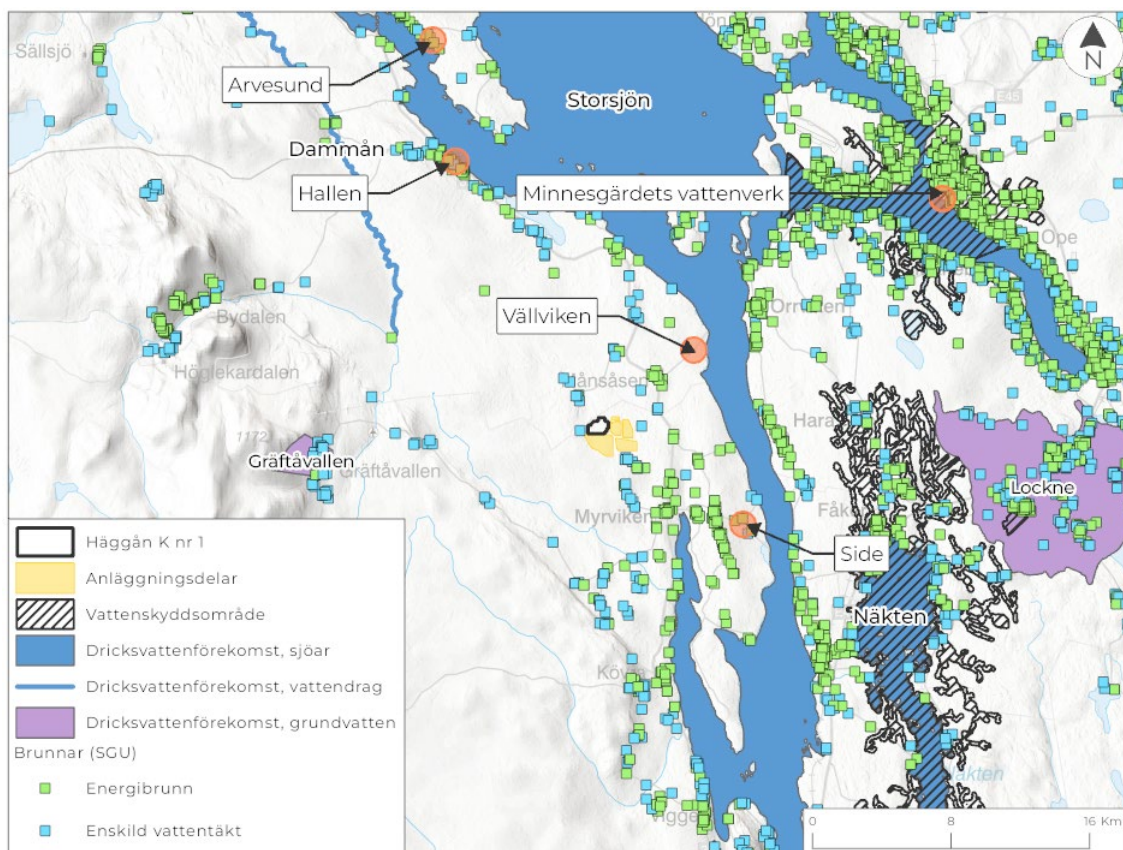 Sällsjö
N
Arvesund
Storsjön
E45
Dammån
Hallen
Minnesgärdets vattenverk
Ope
Vällviken
Bydalen
Höglekardalen
Månsåsen
Hara
1172
Gräftåvallen
Gräftåvallen
Lockne
Myrviken
Fåker
Side
Näkten
Häggån K nr 1
Anläggningsdelar
Vattenskyddsområde
Dricksvattenförekomst, sjöar
Dricksvattenförekomst, vattendrag
Dricksvattenförekomst, grundvatten
Brunnar (SGU)
Energibrunn
Enskild vattentäkt
Näkten
0 8 16 Km